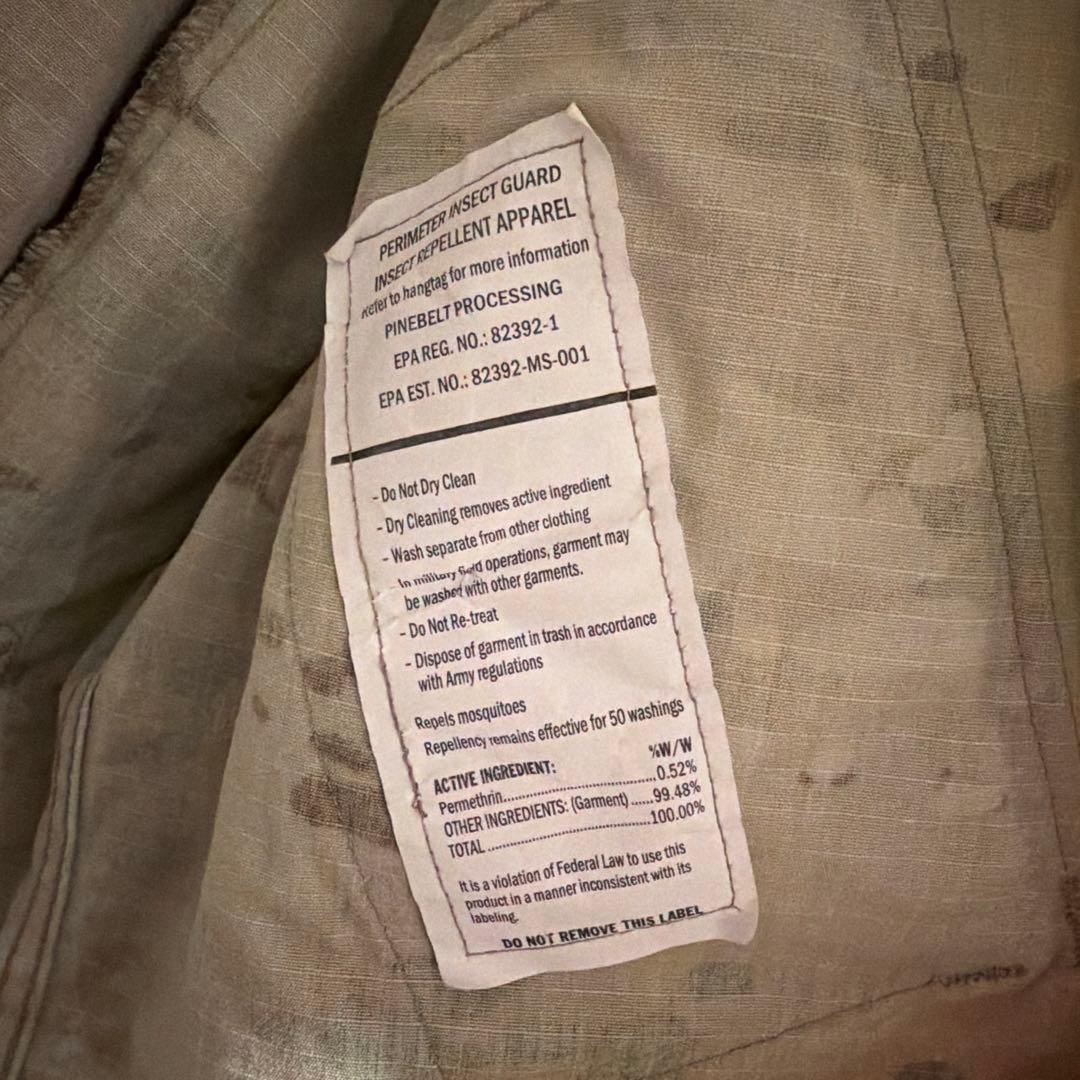 PERIMETER INSECT GUARD
INSECT REPELLENT APPAREL
Refer to hangtag for more information
PINEBELT PROCESSING
EPA REG. NO.: 82392-1
EPA EST. NO.: 82392-MS-001
- Do Not Dry Clean
- Dry Cleaning removes active ingredient
- Wash separate from other clothing
- In military field operations, garment may
be washed with other garments.
- Do Not Re-treat
- Dispose of garment in trash in accordance
with Army regulations
Repels mosquitoes
Repellency remains effective for 50 washings
ACTIVE INGREDIENT: %W/W
Permethrin..............................0.52%
OTHER INGREDIENTS: (Garment) ......99.48%
TOTAL ................................100.00%
It is a violation of Federal Law to use this
product in a manner inconsistent with its
labeling.
DO NOT REMOVE THIS LABEL